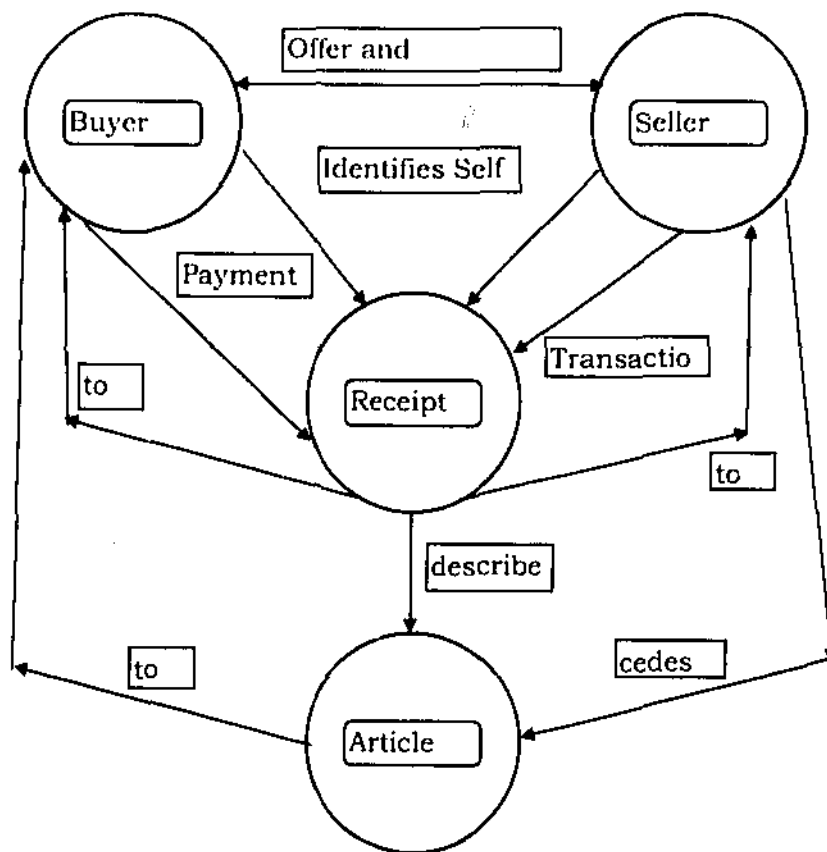 Offer and
Buyer
Seller
Identifies Self
Payment
Transactio
to
Receipt
to
describe
to
cedes
Article